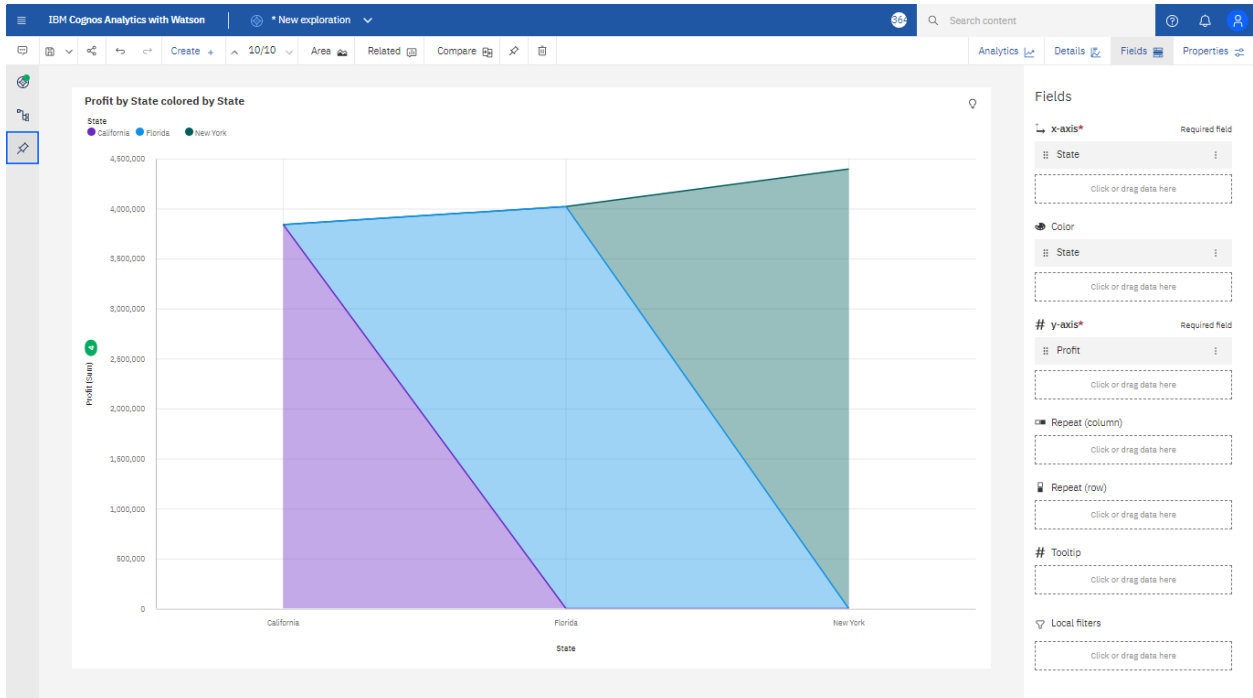 IBM Cognos Analytics with Watson
* New exploration
364
Search content
Create +
10/10
Area
Related
Compare
Analytics
Details
Fields
Properties
Profit by State colored by State
State
California Florida New York
4,500,000
4,000,000
3,500,000
3,000,000
2,500,000
2,000,000
1,500,000
1,000,000
500,000
0
Profit (Sum)
4
California
Florida
New York
State
Fields
x-axis* Required field
State
Click or drag data here
Color
State
Click or drag data here
# y-axis* Required field
Profit
Click or drag data here
Repeat (column)
Click or drag data here
Repeat (row)
Click or drag data here
# Tooltip
Click or drag data here
Local filters
Click or drag data here